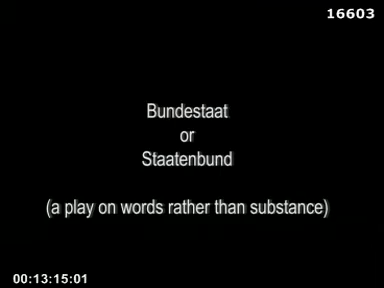 16603
Bundestaat
or
Staatenbund
(a play on words rather than substance)
00:13:15:01